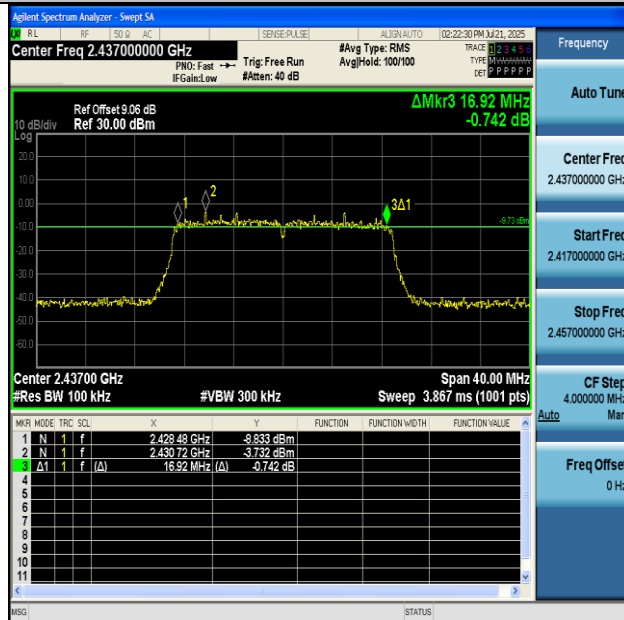 Agilent Spectrum Analyzer - Swept SA
RL RF 50 Ω AC SENSE:PULSE ALIGN AUTO 02:22:30 PM Jul 21, 2025
Center Freq 2.437000000 GHz
PNO: Fast
IFGain:Low
Trig: Free Run
#Atten: 40 dB
#Avg Type: RMS
Avg|Hold: 100/100
TRACE 1 2 3 4 5 6
TYPE M
DET P P P P P P
Ref Offset 9.06 dB
Ref 30.00 dBm
10 dB/div
Log
ΔMkr3 16.92 MHz
-0.742 dB
20.0
10.0
0.00
-10.0
-20.0
-30.0
-40.0
-50.0
-60.0
1
2
3Δ1
-9.73 dBm
Center 2.43700 GHz
Span 40.00 MHz
#Res BW 100 kHz
#VBW 300 kHz
Sweep 3.867 ms (1001 pts)
MKR MODE TRC SCL X Y FUNCTION FUNCTION WIDTH FUNCTION VALUE
1 N 1 f 2.428 48 GHz -8.833 dBm
2 N 1 f 2.430 72 GHz -3.732 dBm
3 Δ1 1 f (Δ) 16.92 MHz (Δ) -0.742 dB
4
5
6
7
8
9
10
11
MSG STATUS
Frequency
Auto Tune
Center Freq
2.437000000 GHz
Start Freq
2.417000000 GHz
Stop Freq
2.457000000 GHz
CF Step
4.000000 MHz
Auto Man
Freq Offset
0 Hz